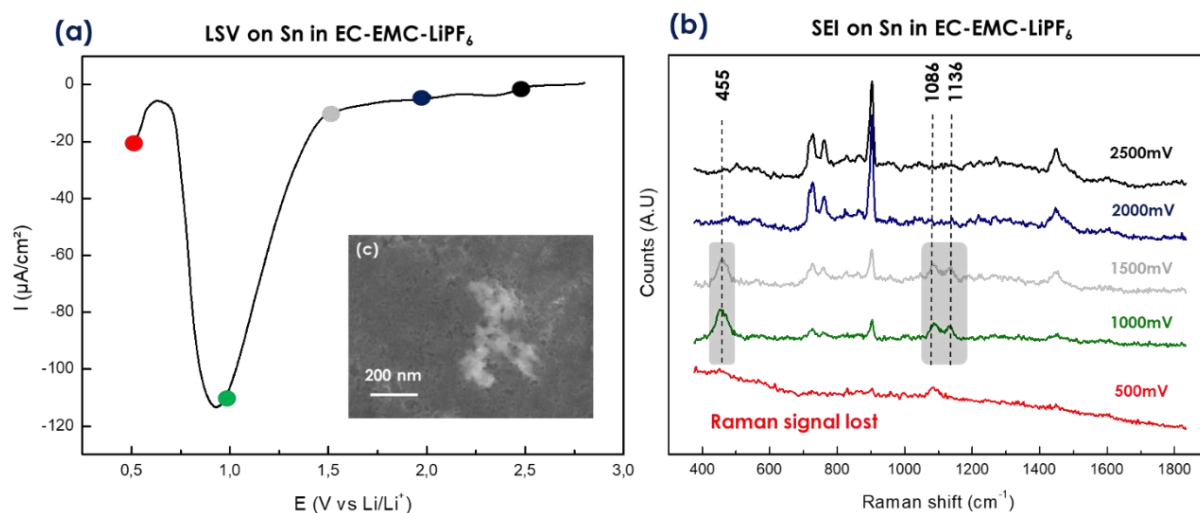 (a) LSV on Sn in EC-EMC-LiPF₆
I (µA/cm²)
0
-20
-40
-60
-80
-100
-120
(c)
200 nm
0,5 1,0 1,5 2,0 2,5 3,0
E (V vs Li/Li⁺)
(b) SEI on Sn in EC-EMC-LiPF₆
Counts (A.U)
455 1086 1136
2500mV
2000mV
1500mV
1000mV
500mV
Raman signal lost
400 600 800 1000 1200 1400 1600 1800
Raman shift (cm⁻¹)